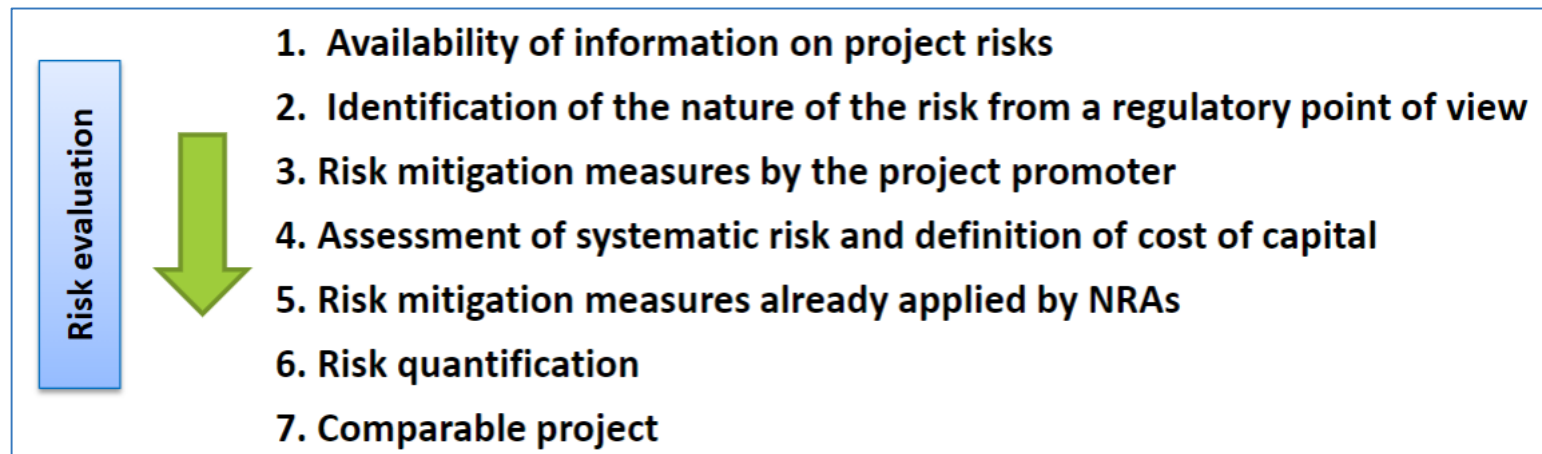 Risk evaluation
1. Availability of information on project risks
2. Identification of the nature of the risk from a regulatory point of view
3. Risk mitigation measures by the project promoter
4. Assessment of systematic risk and definition of cost of capital
5. Risk mitigation measures already applied by NRAs
6. Risk quantification
7. Comparable project